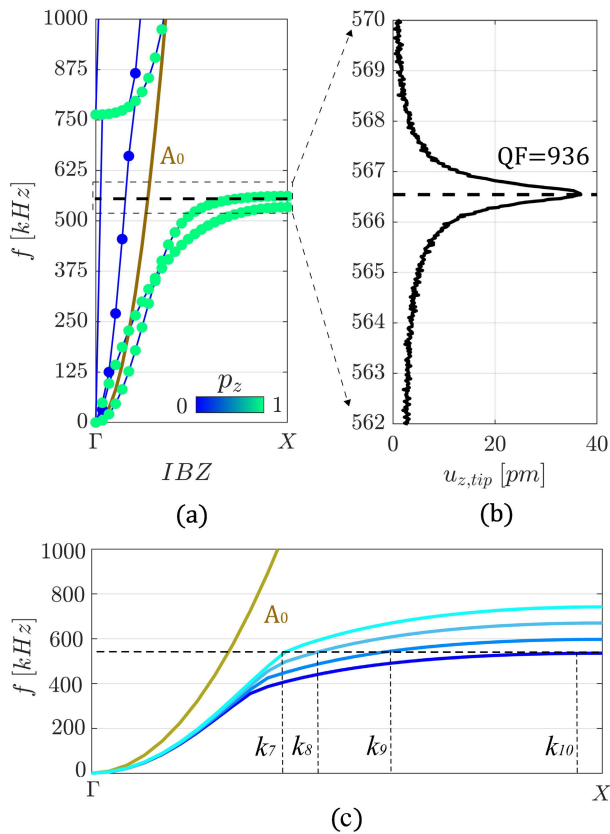 1000
875
750
625
500
375
250
125
0
f [kHz]
A₀
p_z
0
1
Γ
X
IBZ
(a)
570
569
568
567
566
565
564
563
562
QF=936
0
20
40
u_{z,tip} [pm]
(b)
1000
800
600
400
200
0
f [kHz]
A₀
k₇
k₈
k₉
k₁₀
Γ
X
(c)